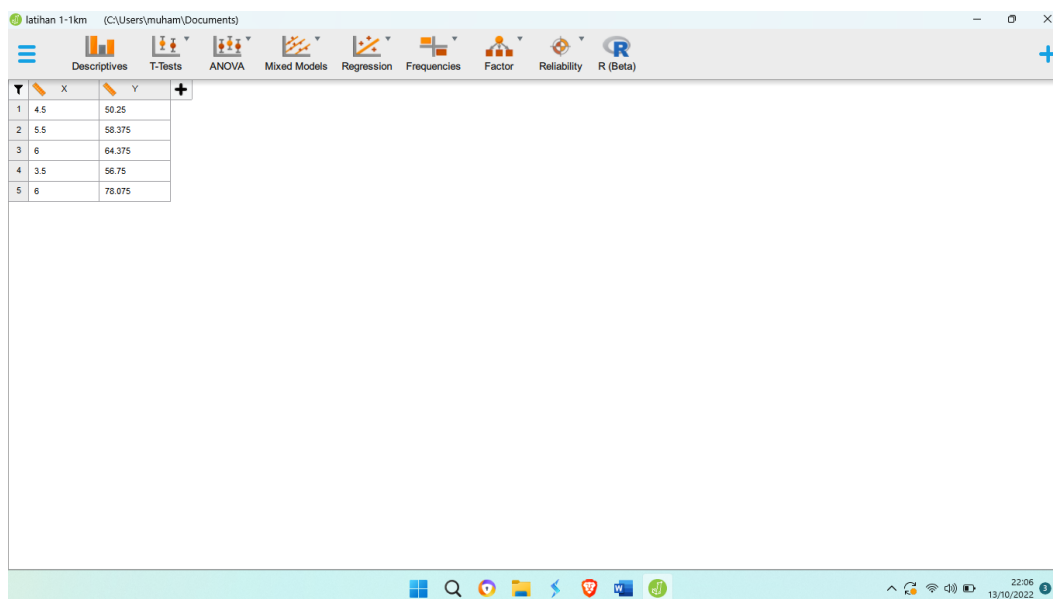 latihan 1-1km (C:\Users\muham\Documents)
Descriptives T-Tests ANOVA Mixed Models Regression Frequencies Factor Reliability R (Beta)
X Y
1 4.5 50.25
2 5.5 58.375
3 6 64.375
4 3.5 56.75
5 6 78.075
22:06
13/10/2022 3